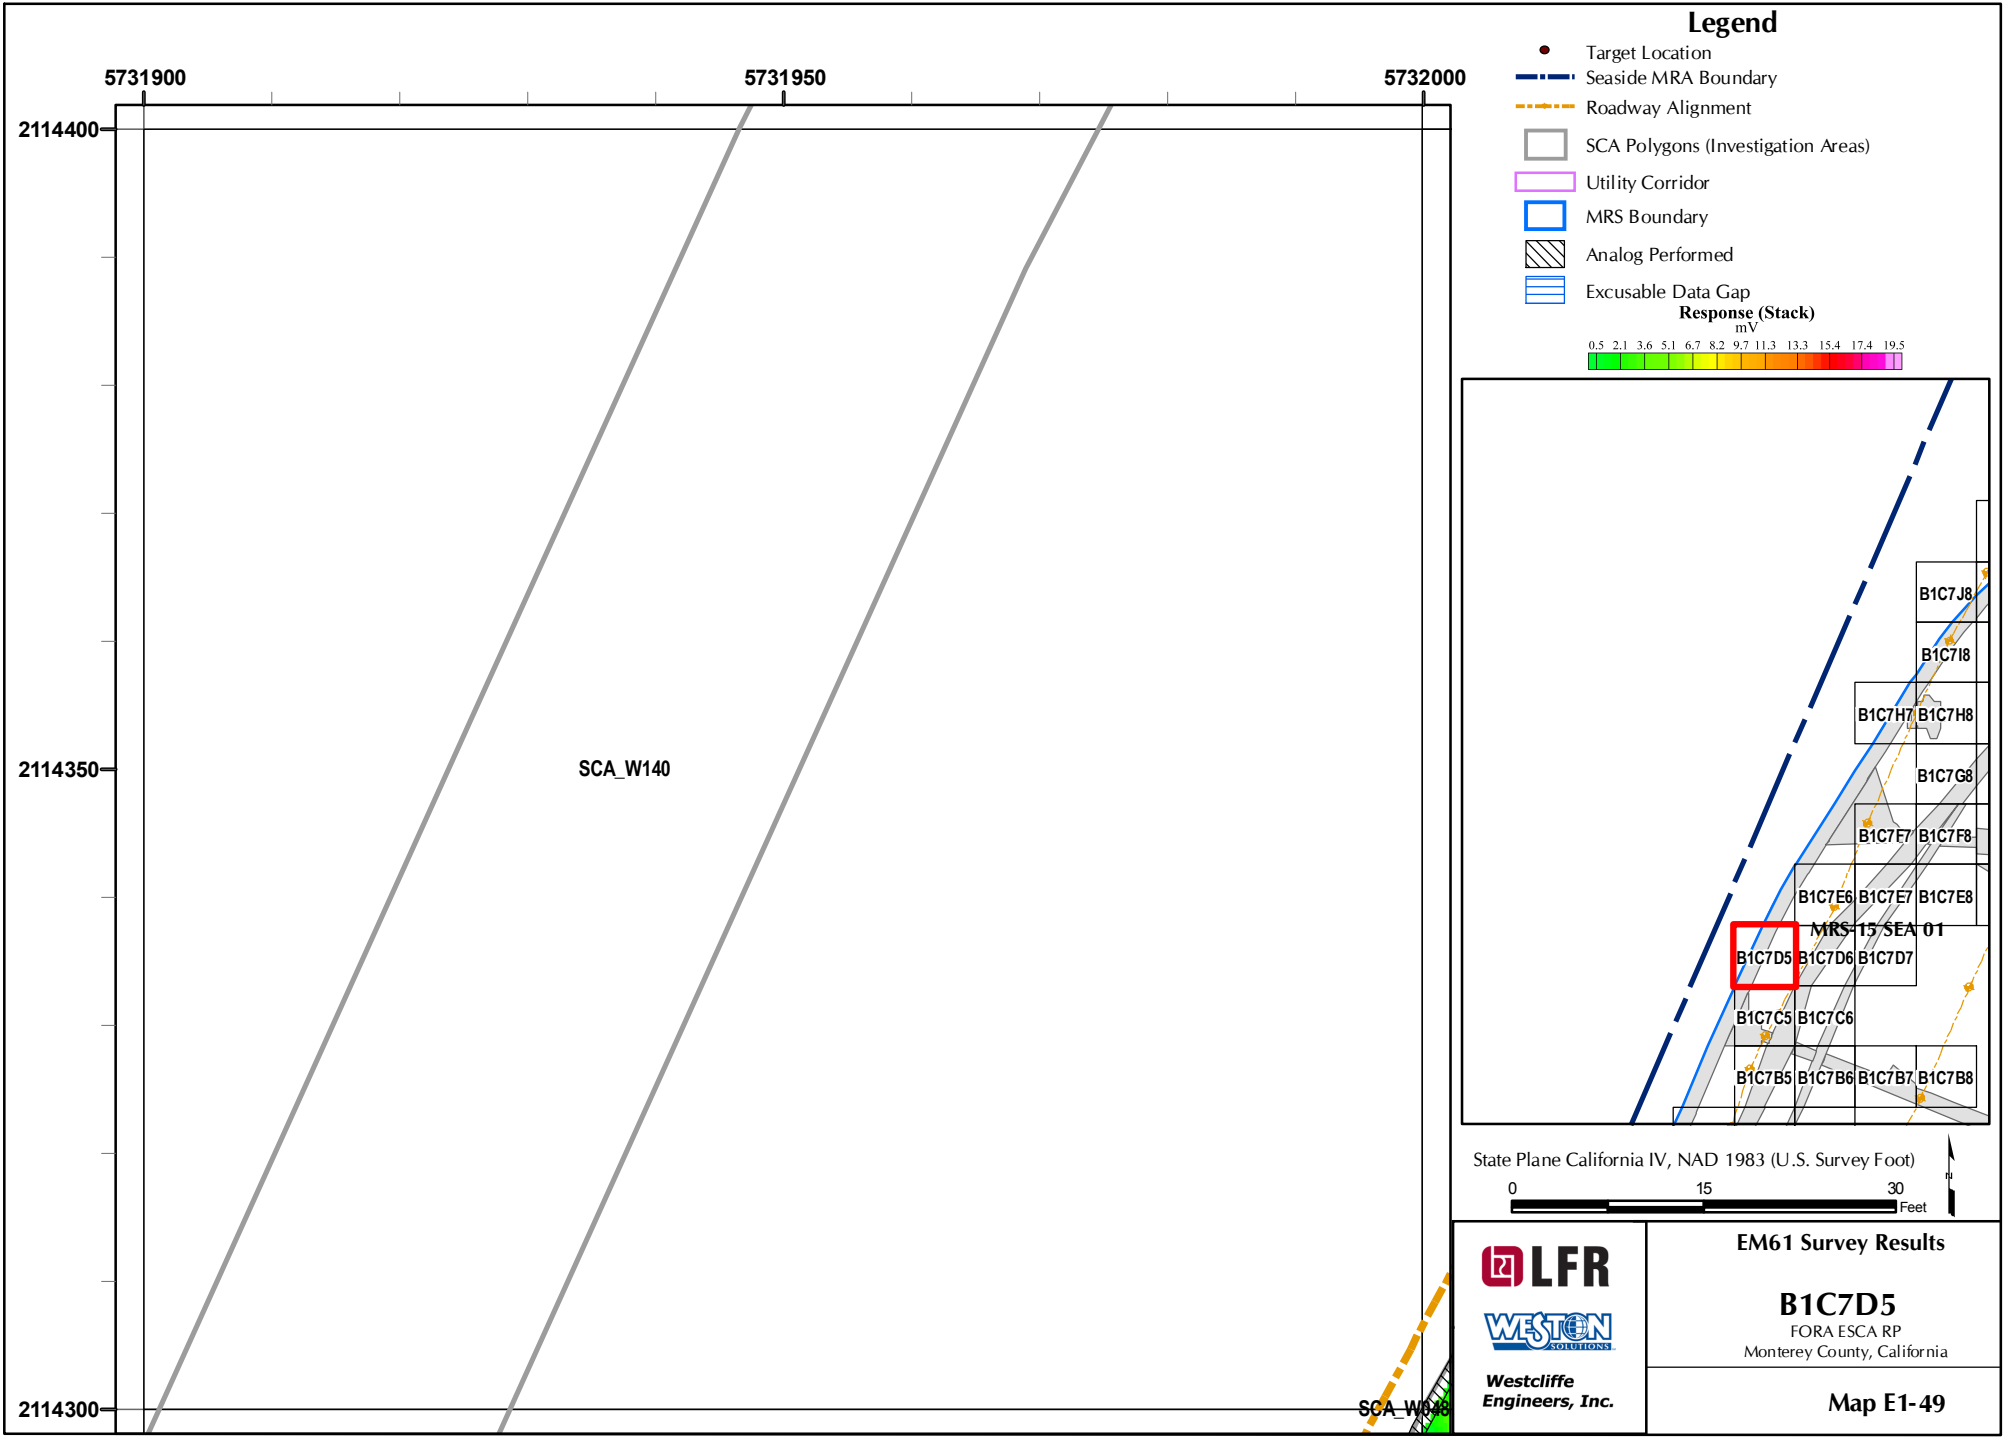 Legend
Target Location
Seaside MRA Boundary
Roadway Alignment
SCA Polygons (Investigation Areas)
Utility Corridor
MRS Boundary
Analog Performed
Excusable Data Gap
Response (Stack)
mV
0.5 2.1 3.6 5.1 6.7 8.2 9.7 11.3 13.3 15.4 17.4 19.5
5731900 5731950 5732000
2114400
2114350
2114300
SCA_W140
SCA_W048
B1C7J8
B1C7I8
B1C7H7 B1C7H8
B1C7G8
B1C7F7 B1C7F8
B1C7E6 B1C7E7 B1C7E8
MRS-15 SEA 01
B1C7D5 B1C7D6 B1C7D7
B1C7C5 B1C7C6
B1C7B5 B1C7B6 B1C7B7 B1C7B8
State Plane California IV, NAD 1983 (U.S. Survey Foot)
N
0 15 30
Feet
LFR
WESTON
SOLUTIONS
Westcliffe
Engineers, Inc.
EM61 Survey Results
B1C7D5
FORA ESCA RP
Monterey County, California
Map E1-49